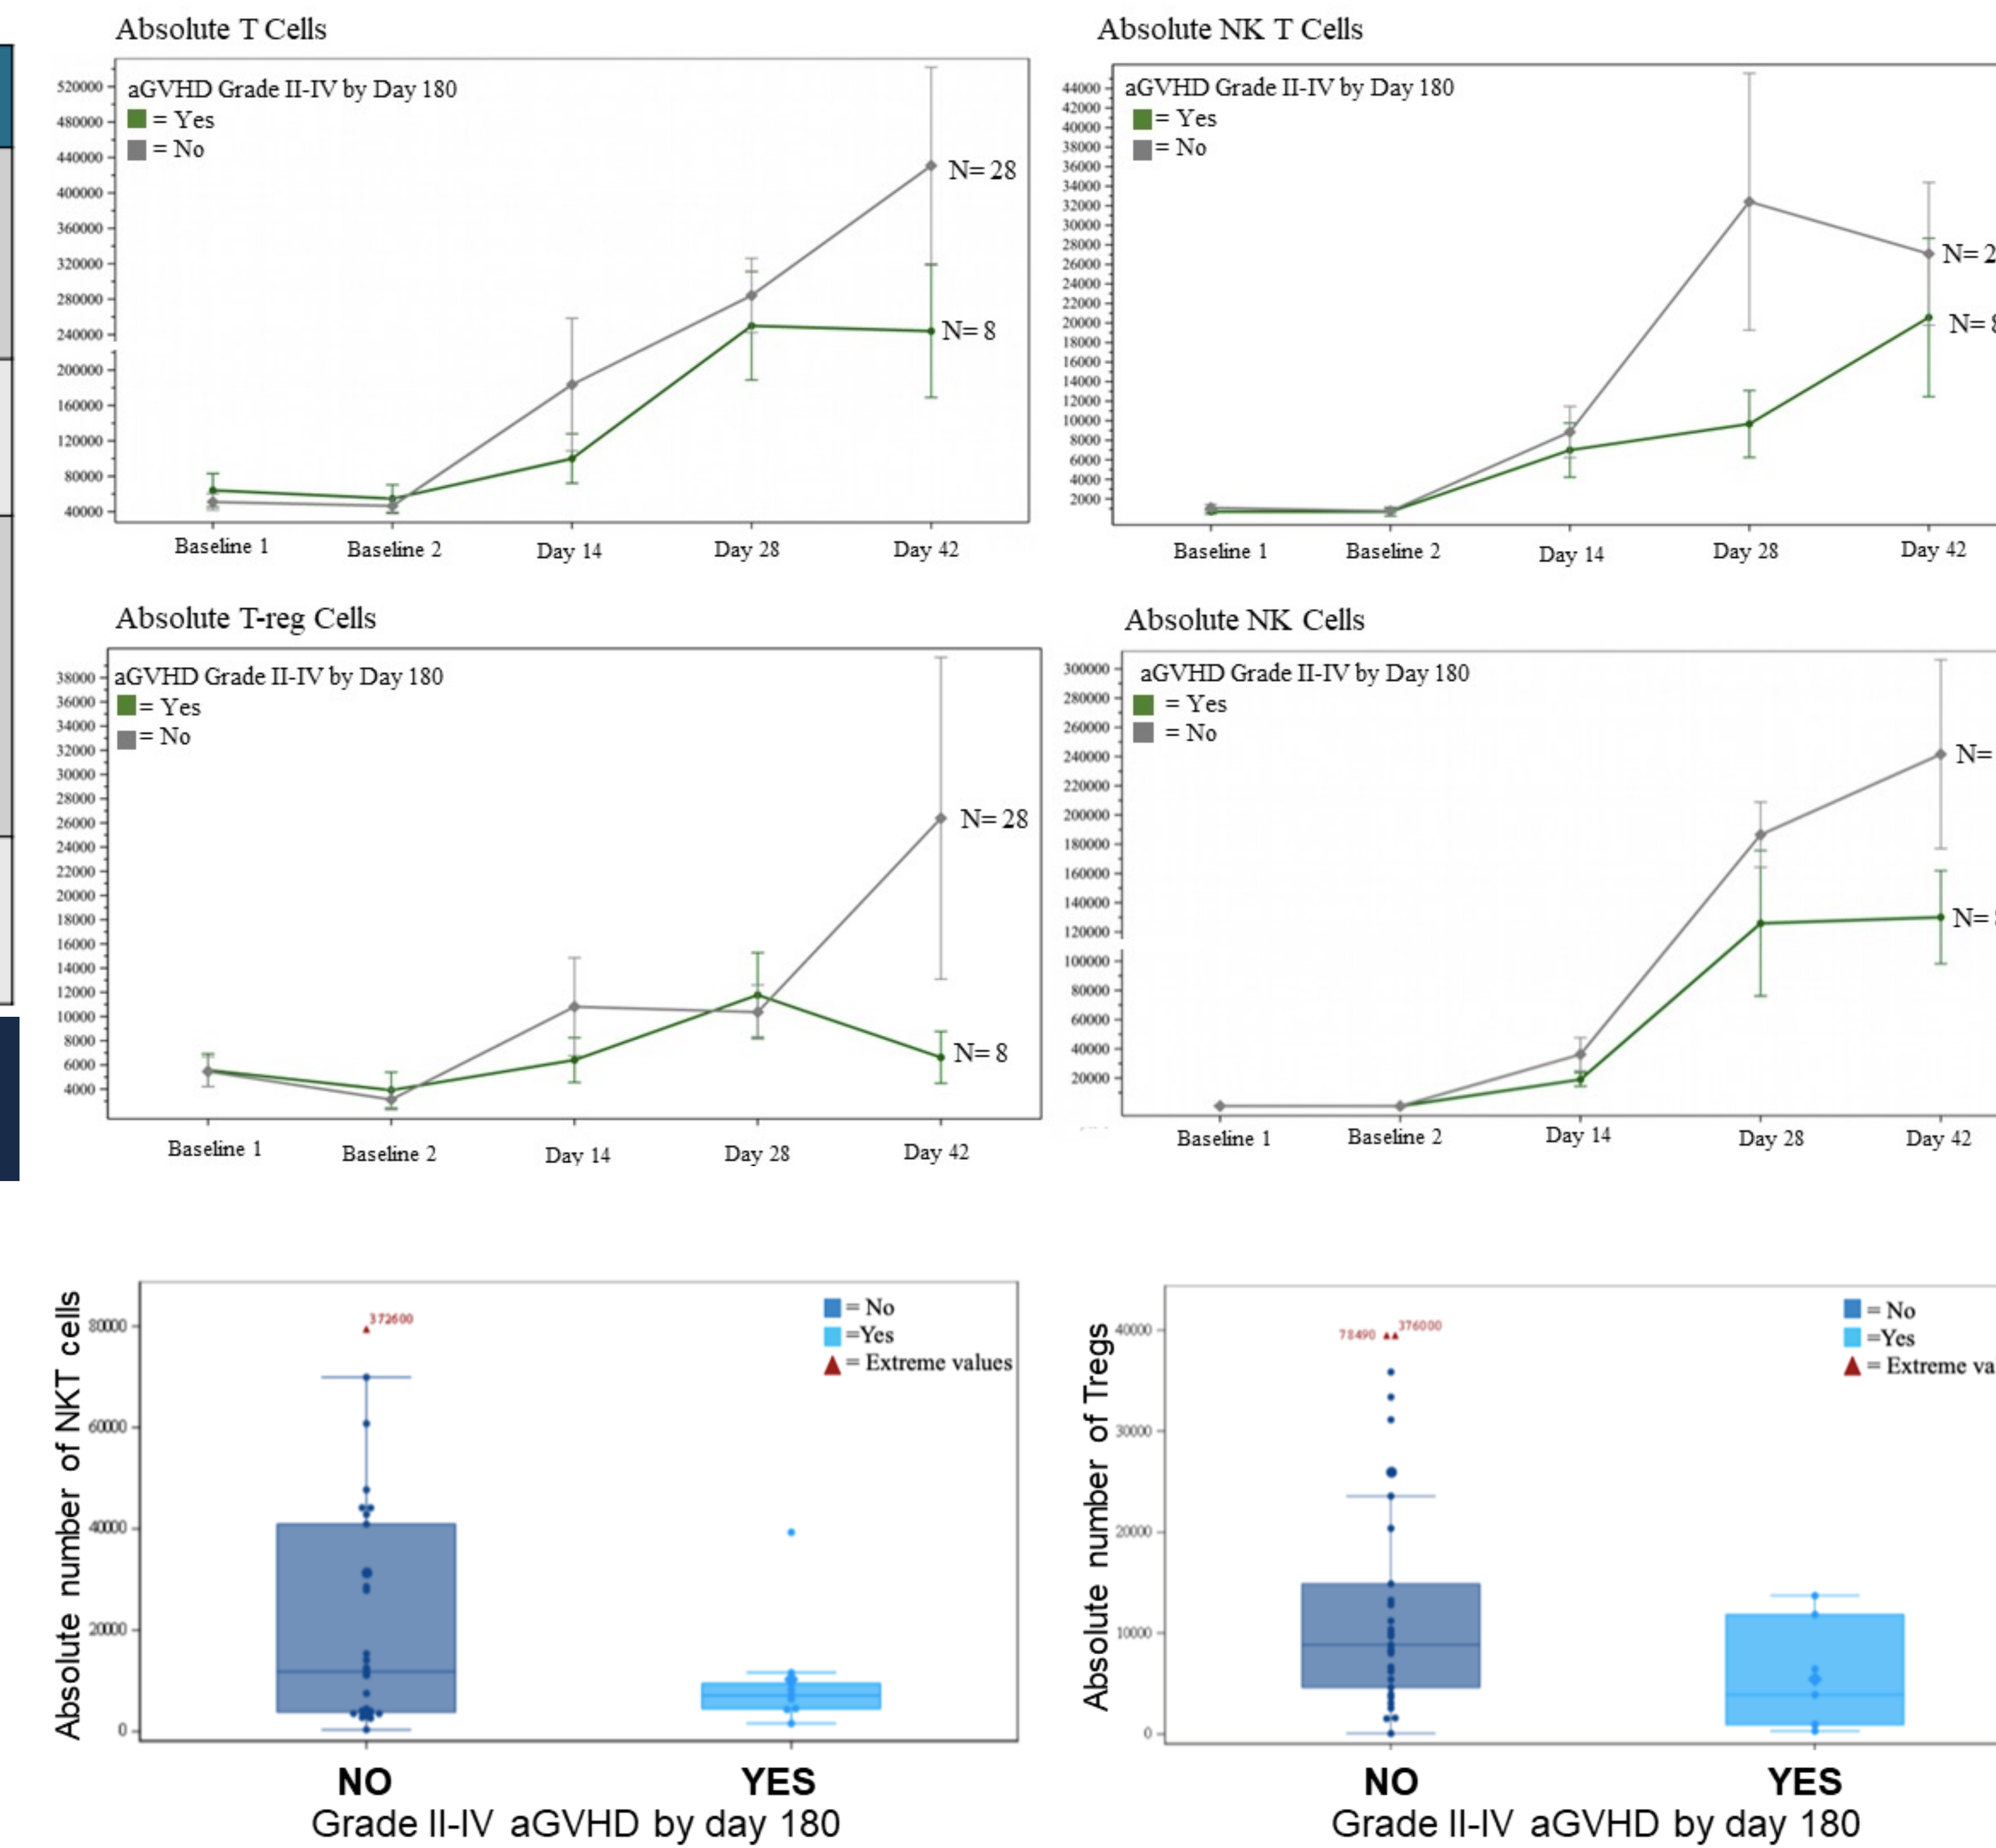 Absolute T Cells
aGVHD Grade II-IV by Day 180
= Yes
= No
520000
480000
440000
400000
360000
320000
280000
240000
200000
160000
120000
80000
40000
N= 28
N= 8
Baseline 1
Baseline 2
Day 14
Day 28
Day 42
Absolute NK T Cells
aGVHD Grade II-IV by Day 180
= Yes
= No
44000
42000
40000
38000
36000
34000
32000
30000
28000
26000
24000
22000
20000
18000
16000
14000
12000
10000
8000
6000
4000
2000
N= 2
N= 8
Baseline 1
Baseline 2
Day 14
Day 28
Day 42
Absolute T-reg Cells
aGVHD Grade II-IV by Day 180
= Yes
= No
38000
36000
34000
32000
30000
28000
26000
24000
22000
20000
18000
16000
14000
12000
10000
8000
6000
4000
N= 28
N= 8
Baseline 1
Baseline 2
Day 14
Day 28
Day 42
Absolute NK Cells
aGVHD Grade II-IV by Day 180
= Yes
= No
300000
280000
260000
240000
220000
200000
180000
160000
140000
120000
100000
80000
60000
40000
20000
N=
N=
Baseline 1
Baseline 2
Day 14
Day 28
Day 42
Absolute number of NKT cells
80000
60000
40000
20000
0
372600
= No
=Yes
= Extreme values
NO
YES
Grade II-IV aGVHD by day 180
Absolute number of Tregs
40000
30000
20000
10000
0
78490
376000
= No
=Yes
= Extreme va
NO
YES
Grade II-IV aGVHD by day 180